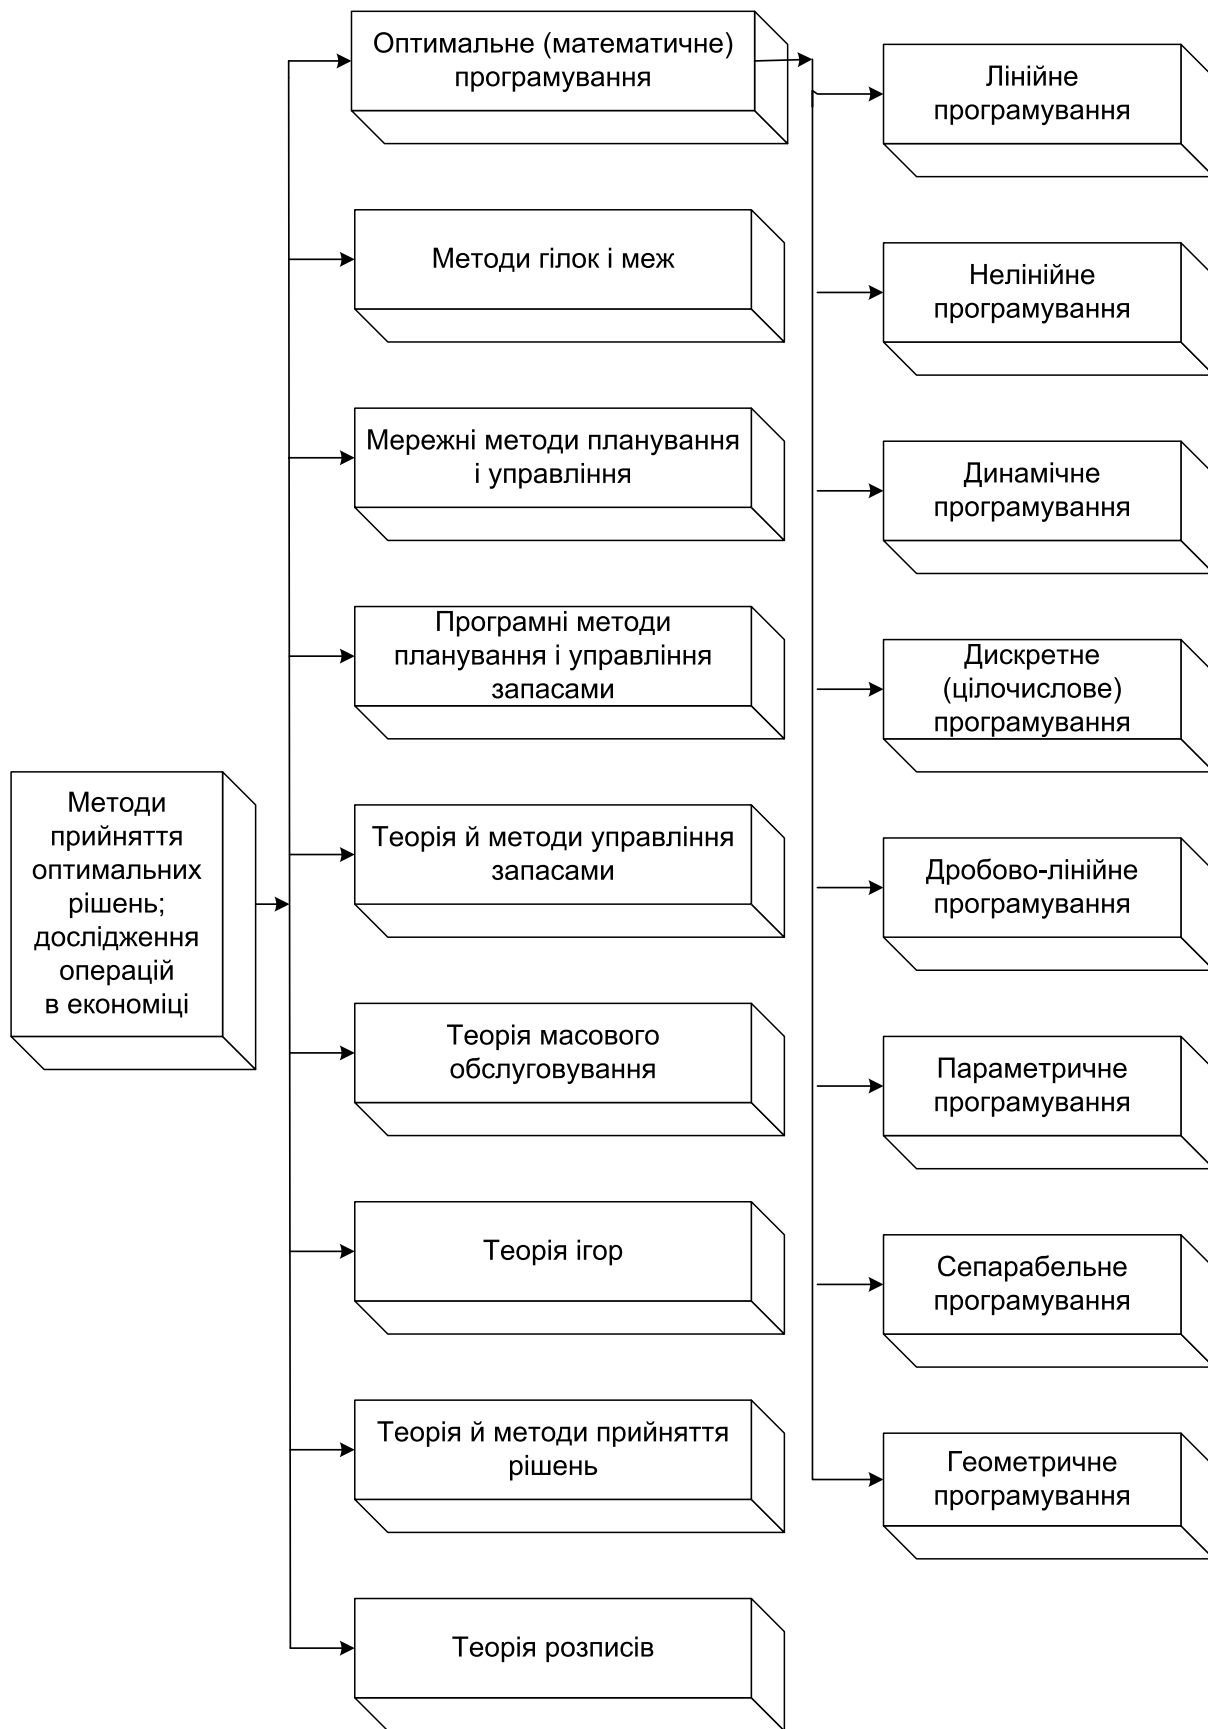 Методи
прийняття
оптимальних
рішень;
дослідження
операцій
в економіці
Оптимальне (математичне)
програмування
Методи гілок і меж
Мережні методи планування
і управління
Програмні методи
планування і управління
запасами
Теорія й методи управління
запасами
Теорія масового
обслуговування
Теорія ігор
Теорія й методи прийняття
рішень
Теорія розписів
Лінійне
програмування
Нелінійне
програмування
Динамічне
програмування
Дискретне
(цілочислове)
програмування
Дробово-лінійне
програмування
Параметричне
програмування
Сепарабельне
програмування
Геометричне
програмування